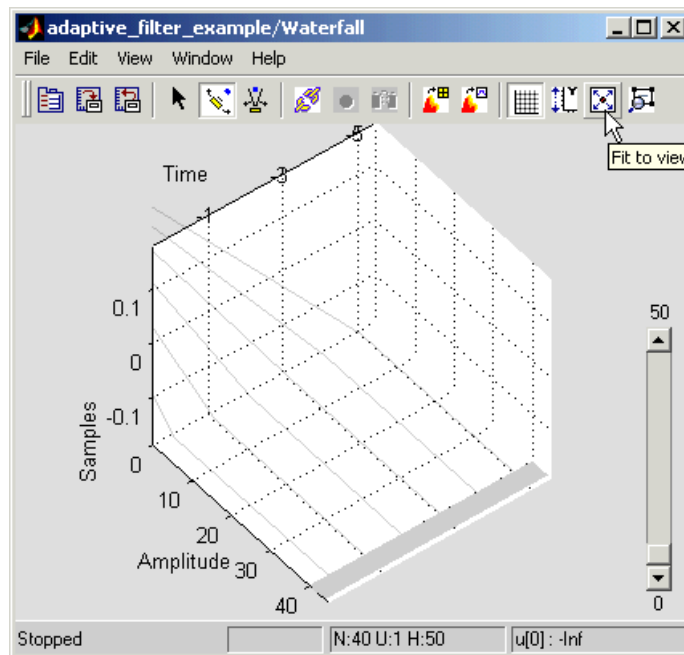 adaptive_filter_example/Waterfall
File Edit View Window Help
Fit to view
Time
-5
-3
-1
0.1
0
-0.1
Samples
0
10
20
30
40
Amplitude
50
0
Stopped
N:40 U:1 H:50
u[0] : -Inf